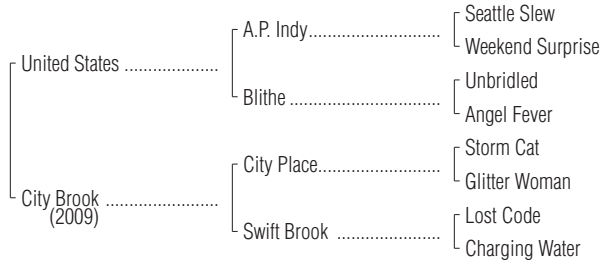 Seattle Slew
A.P. Indy............................
Weekend Surprise
United States ....................
Unbridled
Blithe ................................
Angel Fever
Storm Cat
City Place..........................
Glitter Woman
City Brook ........................
(2009)
Lost Code
Swift Brook ......................
Charging Water